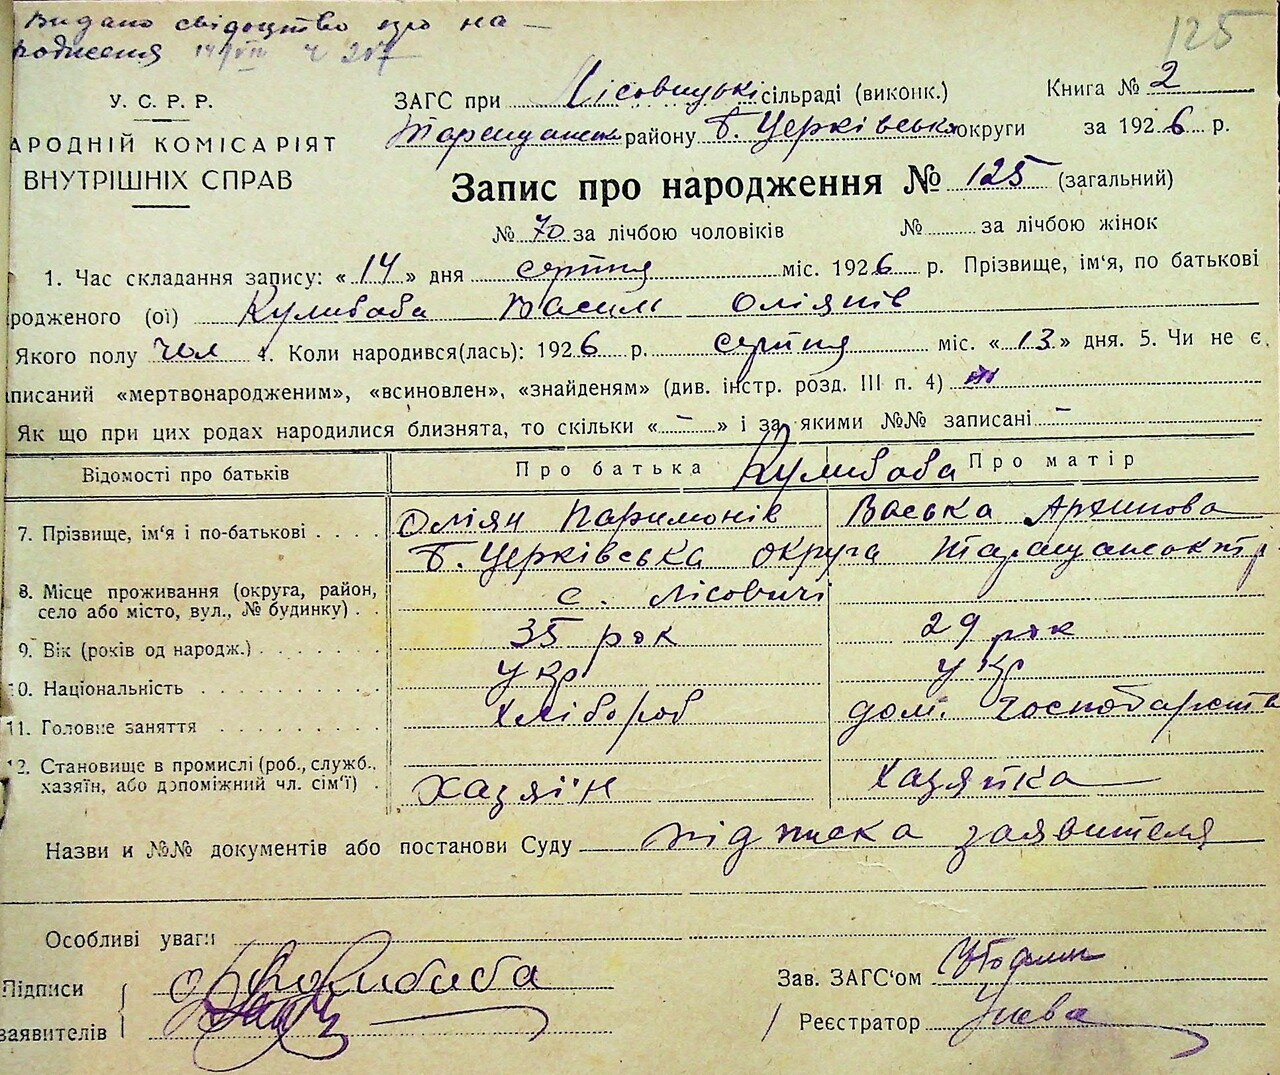 Видано свідоцтво про на-
родження 14/VIII Ч 257
125
У. С. Р. Р.
АРОДНІЙ КОМІСАРІЯТ
ВНУТРІШНІХ СПРАВ
ЗАГС при Лісовицькі сільраді (виконк.) Книга № 2
Таращанськ району Б. Церківсько округи за 1926 р.
Запис про народження № 125 (загальний)
№ 70 за лічбою чоловіків № за лічбою жінок
1. Час складання запису: «14» дня серпня міс. 1926 р. Прізвище, ім'я, по батькові
родженого (ої) Кулибаба Василь Оліянів
Якого полу Чол 4. Коли народився(лась): 1926 р. серпня міс. «13» дня. 5. Чи не є
писаний «мертвонародженим», «всиновлен», «знайденям» (див. інстр. розд. III п. 4)
Як що при цих родах народилися близнята, то скільки «–» і за якими №№ записані –
Відомості про батьків Про батька Кулибаба Про матір
7. Прізвище, ім'я і по-батькові Оліян Паримонів Васька Архипова
Б. Церківська округа
8. Місце проживання (округа, район,
село або місто, вул., № будинку) с. Лісовичі
9. Вік (років од народж.) 35 рок 29 рок
10. Національність укр укр
11. Головне заняття Хлібороб дом. господарств
12. Становище в промислі (роб., служб.,
хазяїн, або допоміжний чл. сім'ї) Хазяїн Хазяйка
Назви и №№ документів або постанови Суду підписка заявителя
Особливі уваги
Підписи
заявителів
Зав. ЗАГС'ом
Реєстратор